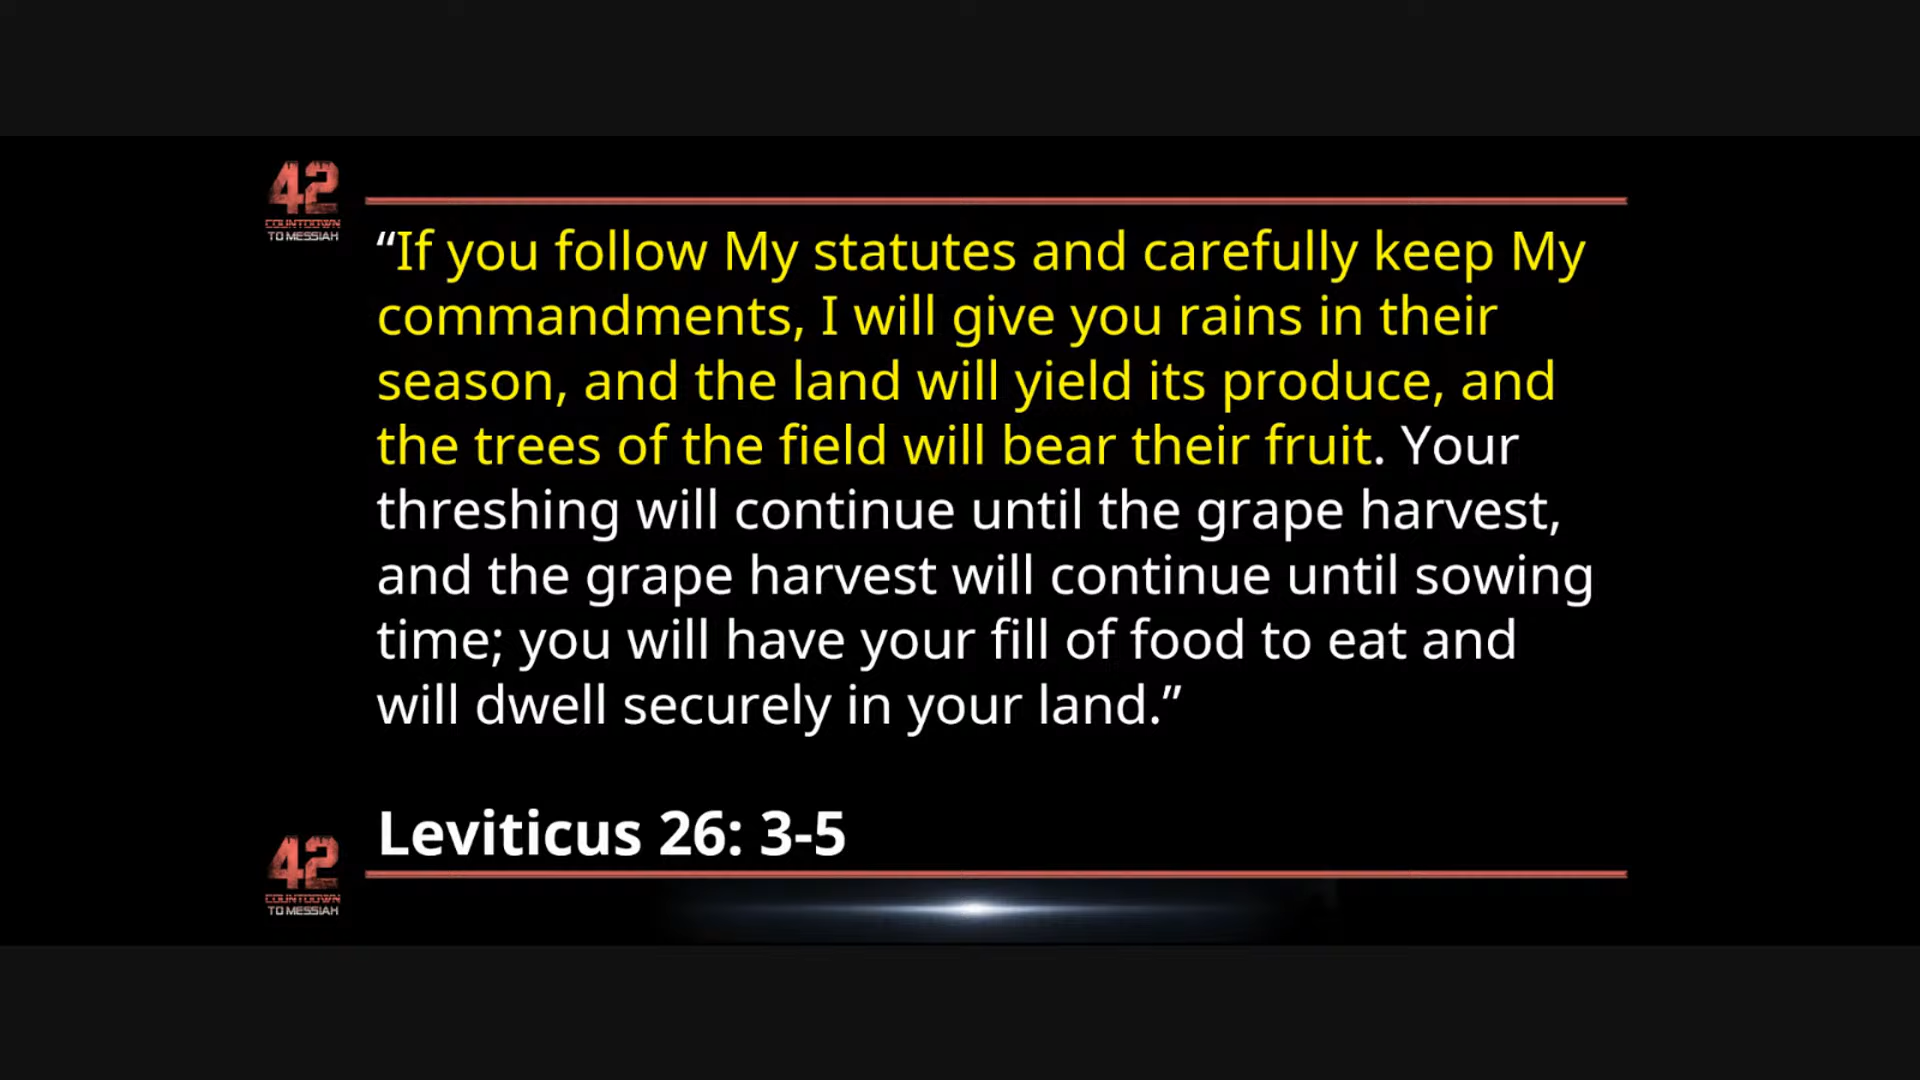 42
COUNTDOWN
TO MESSIAH
“If you follow My statutes and carefully keep My
commandments, I will give you rains in their
season, and the land will yield its produce, and
the trees of the field will bear their fruit. Your
threshing will continue until the grape harvest,
and the grape harvest will continue until sowing
time; you will have your fill of food to eat and
will dwell securely in your land.”
Leviticus 26: 3-5
42
COUNTDOWN
TO MESSIAH